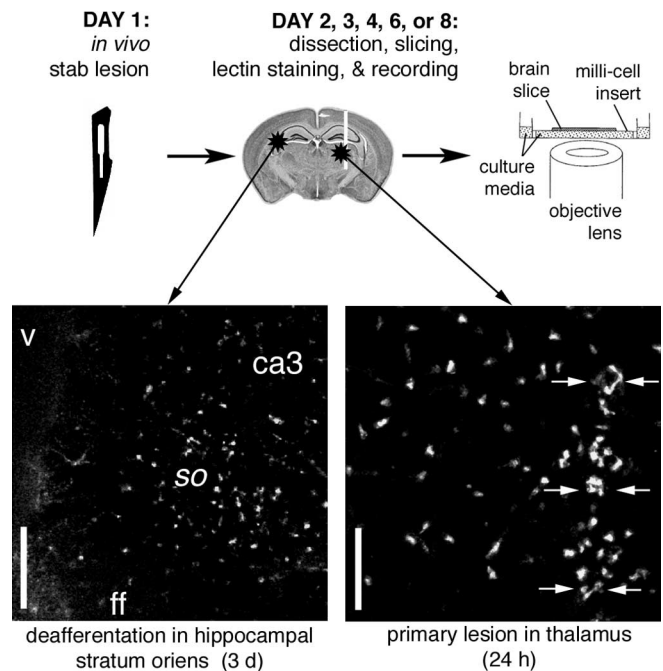 DAY 1:
in vivo
stab lesion
DAY 2, 3, 4, 6, or 8:
dissection, slicing,
lectin staining, & recording
brain
slice
milli-cell
insert
culture
media
objective
lens
v
ca3
so
ff
deafferentation in hippocampal
stratum oriens (3 d)
primary lesion in thalamus
(24 h)